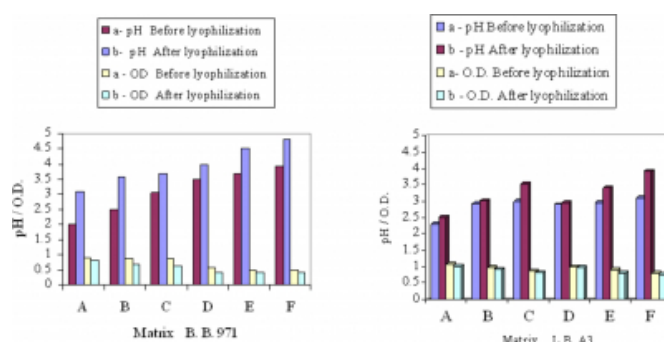 a- pH Before lyophilization
b- pH After lyophilization
a - OD Before lyophilization
b - OD After lyophilization
pH / O.D.
5
4.5
4
3.5
3
2.5
2
1.5
1
0.5
0
A B C D E F
Matrix B. B. 971
a - pH Before lyophilization
b - pH After lyophilization
a- O.D. Before lyophilization
b - O.D. After lyophilization
pH / O.D.
5
4.5
4
3.5
3
2.5
2
1.5
1
0.5
0
A B C D E F
Matrix